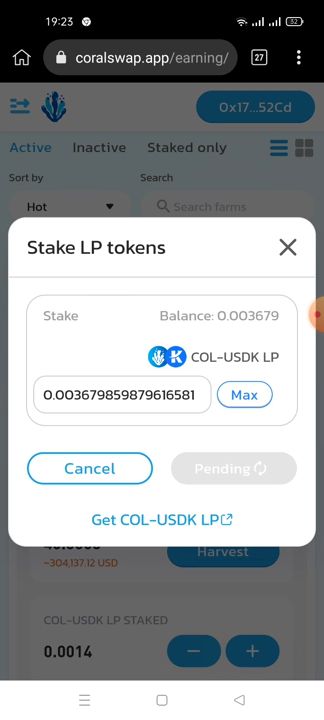 19:23
52
coralswap.app/earning/
27
0x17...52Cd
Active Inactive Staked only
Sort by Search
Hot Search farms
Stake LP tokens
Stake Balance: 0.003679
COL-USDK LP
0.003679859879616581 Max
Cancel Pending
Get COL-USDK LP
~304,137.12 USD
Harvest
COL-USDK LP STAKED
0.0014 − +